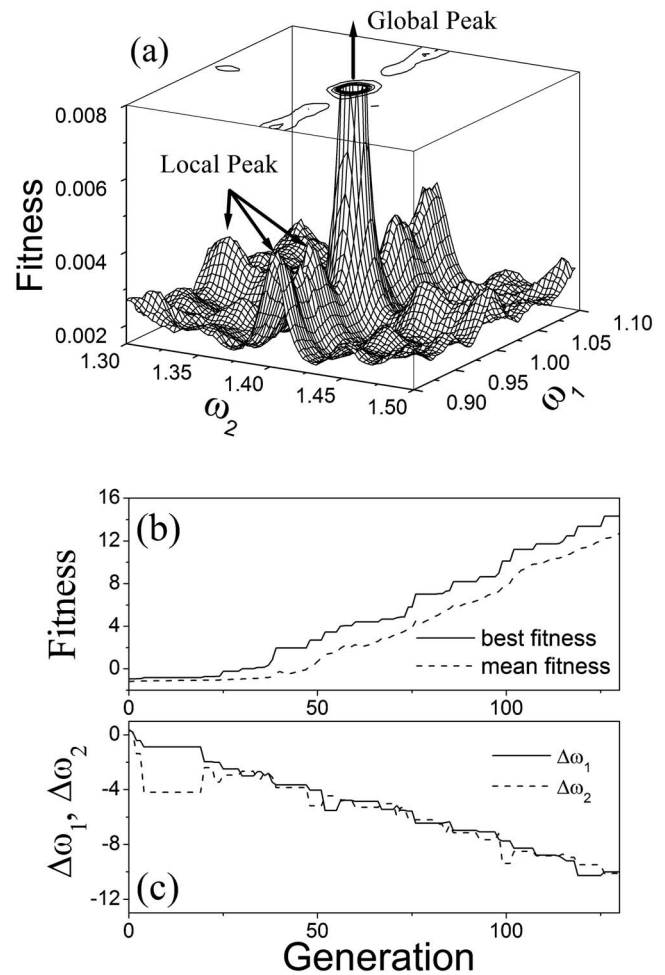 Global Peak
(a)
0.008
Local Peak
0.006
Fitness
0.004
0.002
1.30
1.35
1.40
1.45
1.50
ω2
0.90
0.95
1.00
1.05
1.10
ω1
16
(b)
12
Fitness
8
4
best fitness
0
mean fitness
50
100
0
Δω1
Δω1, Δω2
-4
Δω2
-8
(c)
-12
0
50
100
Generation